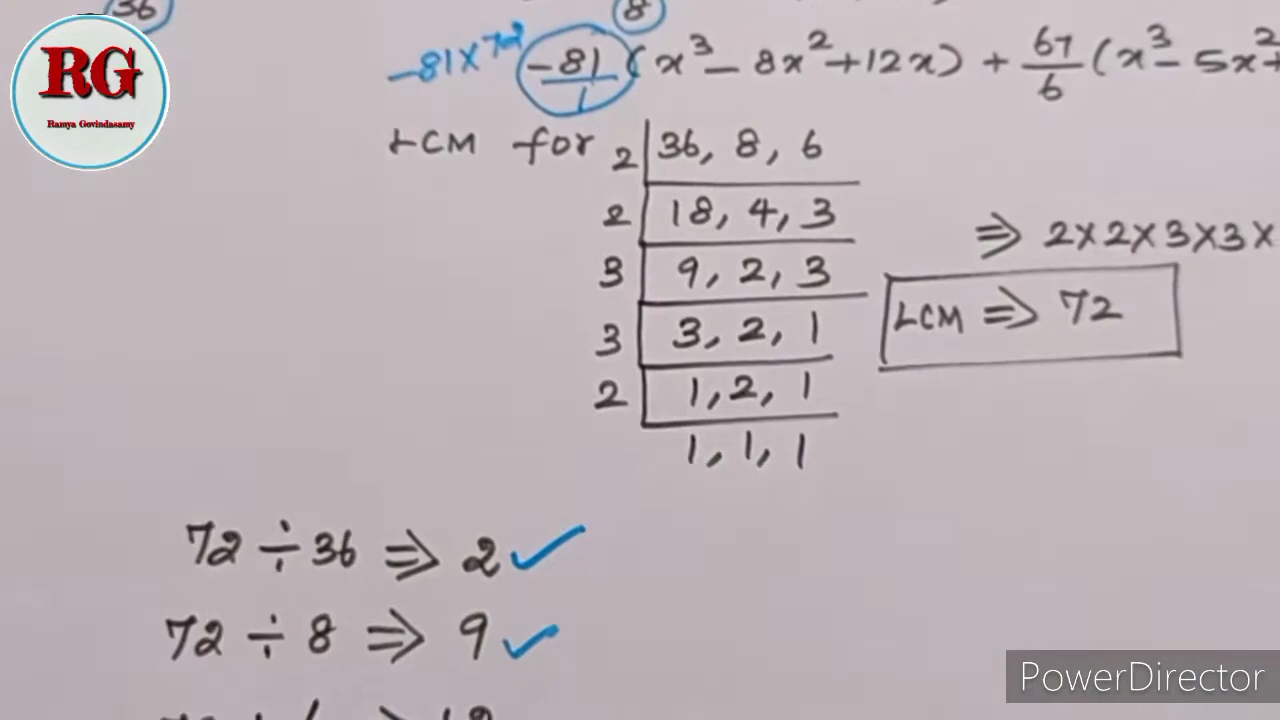 36
8
RG
Ramya Govindasamy
-81×72 -81/1 (x³ - 8x² + 12x) + 67/6 (x³ - 5x²+
LCM for 2 | 36, 8, 6
2 | 18, 4, 3
⇒ 2×2×3×3×
3 | 9, 2, 3
LCM ⇒ 72
3 | 3, 2, 1
2 | 1, 2, 1
1, 1, 1
72 ÷ 36 ⇒ 2 ✓
72 ÷ 8 ⇒ 9 ✓
PowerDirector